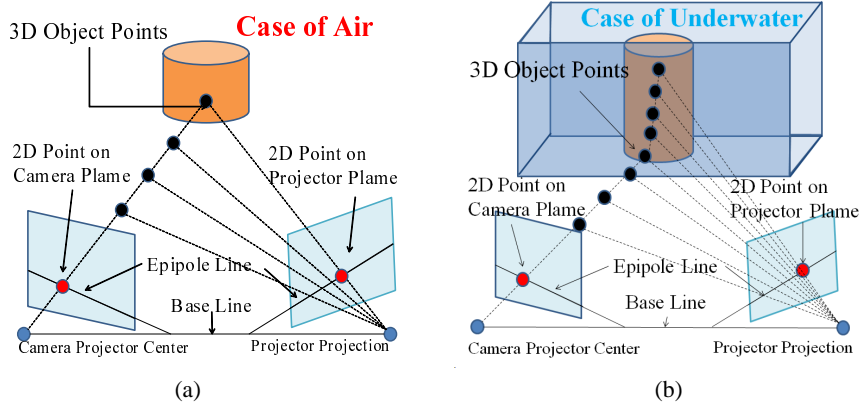 Case of Air
3D Object
Points
2D Point on
Camera Plame
2D Point on
Projector Plame
Epipole Line
Base Line
Camera Projector Center
Projector Projection
(a)
Case of Underwater
3D Object Points
2D Point on
Camera Plane
2D Point on
Projector Plane
Epipole Line
Base Line
Camera Projector Center
Projector Projection
(b)